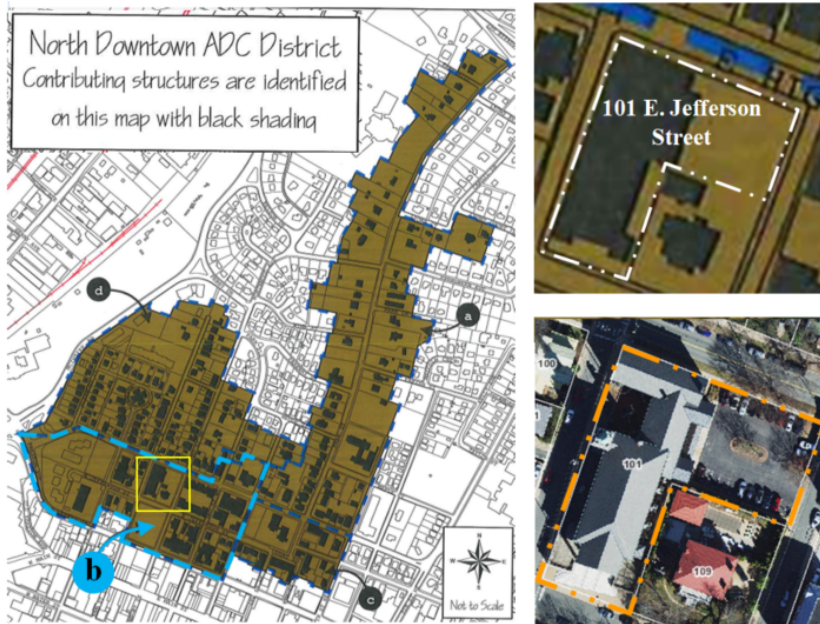 North Downtown ADC District
Contributing structures are identified
on this map with black shading
d
a
b
c
N
W
E
S
Not to Scale
101 E. Jefferson
Street
100
1
101
109